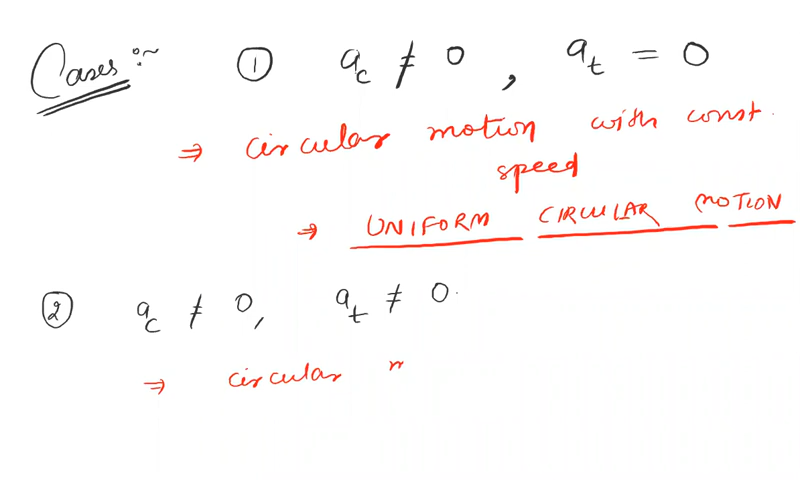 Cases :~ ① a_c ≠ 0 , a_t = 0
⇒ circular motion with const.
speed
⇒ UNIFORM CIRCULAR MOTION
② a_c ≠ 0, a_t ≠ 0.
⇒ circular m